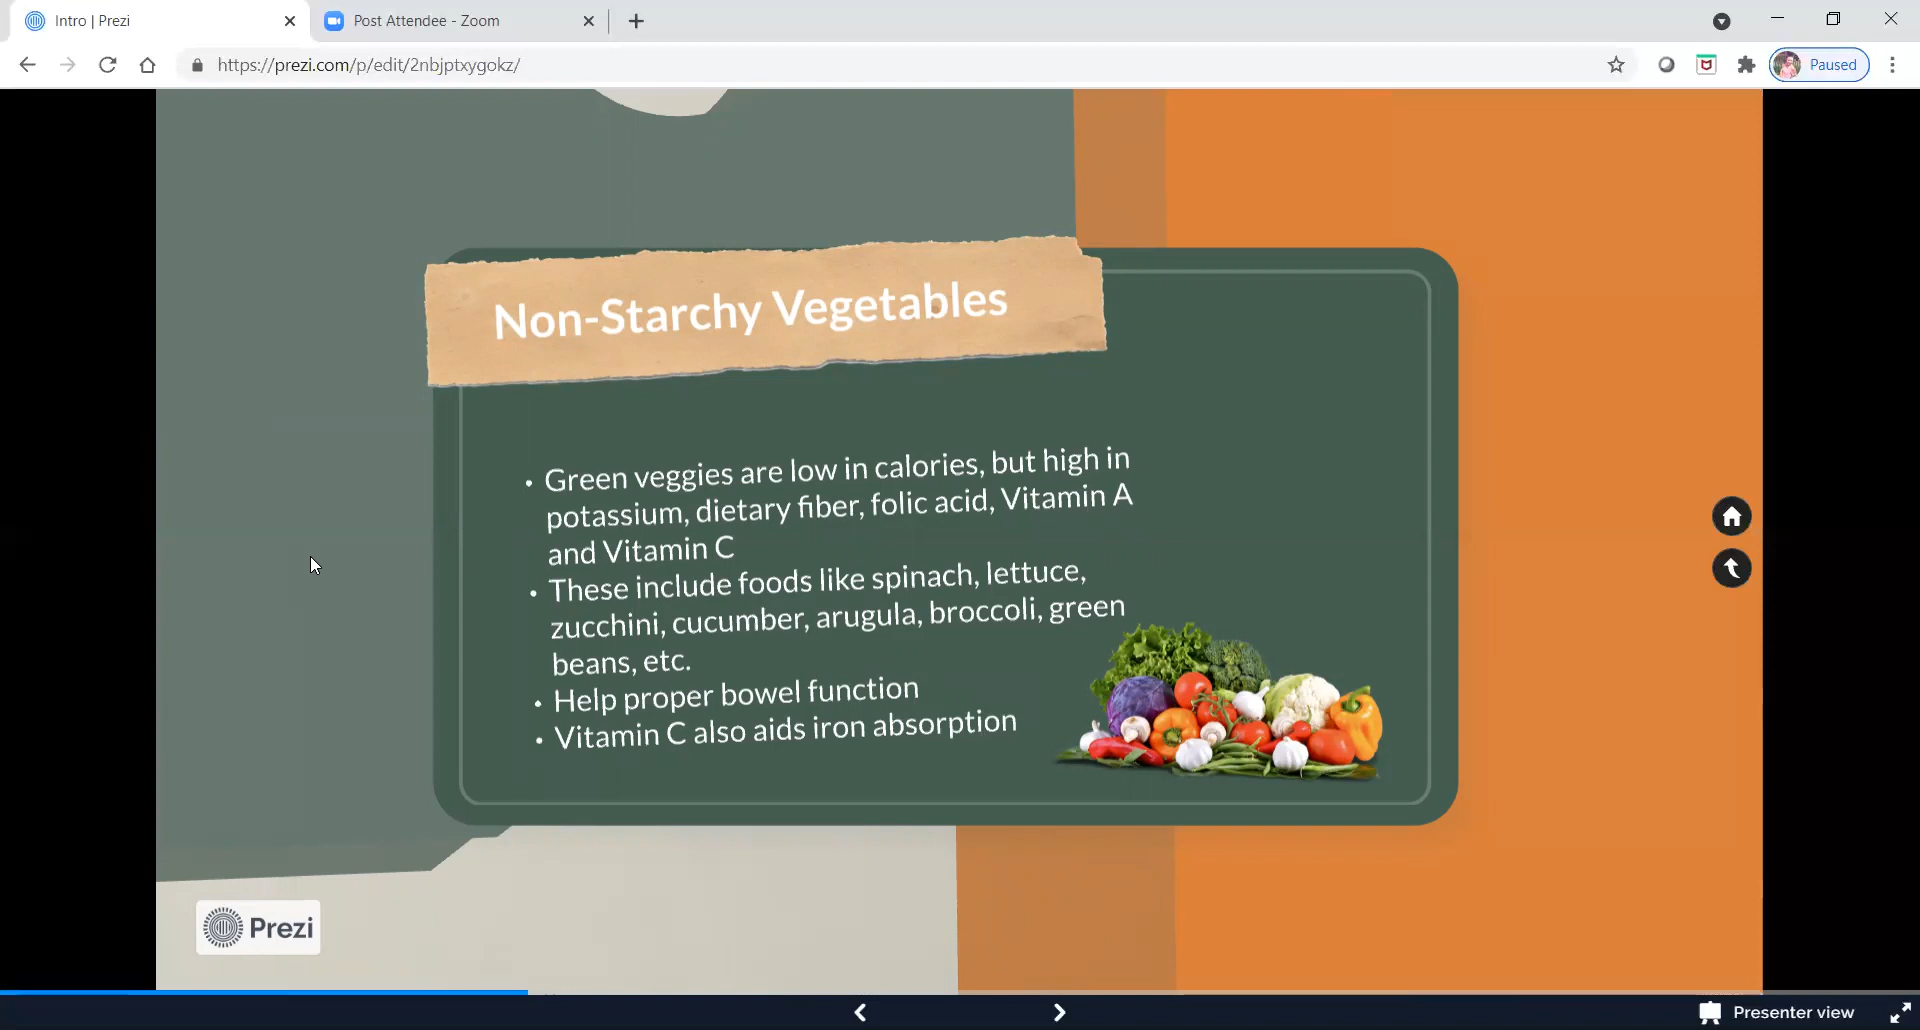 Intro | Prezi
Post Attendee - Zoom
https://prezi.com/p/edit/2nbjptxygokz/
Paused
Non-Starchy Vegetables
• Green veggies are low in calories, but high in
potassium, dietary fiber, folic acid, Vitamin A
and Vitamin C
• These include foods like spinach, lettuce,
zucchini, cucumber, arugula, broccoli, green
beans, etc.
• Help proper bowel function
• Vitamin C also aids iron absorption
Prezi
Presenter view